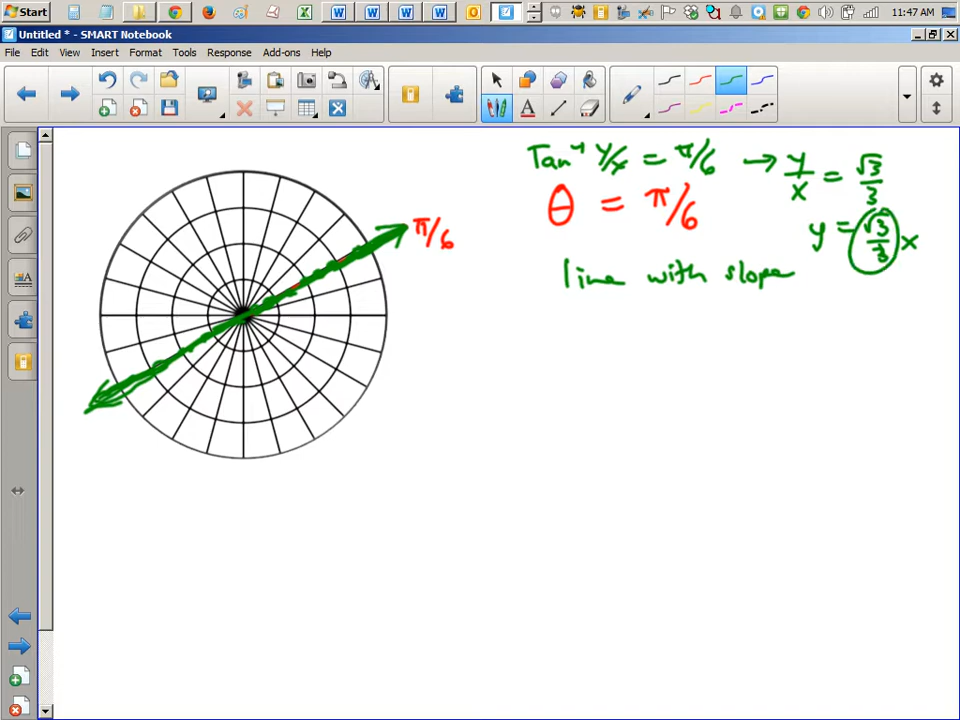 Start
11:47 AM
Untitled * - SMART Notebook
File Edit View Insert Format Tools Response Add-ons Help
Tan⁻¹ y/x = π/6 → y/x = √3/3
θ = π/6
π/6
y = √3/3 x
line with slope